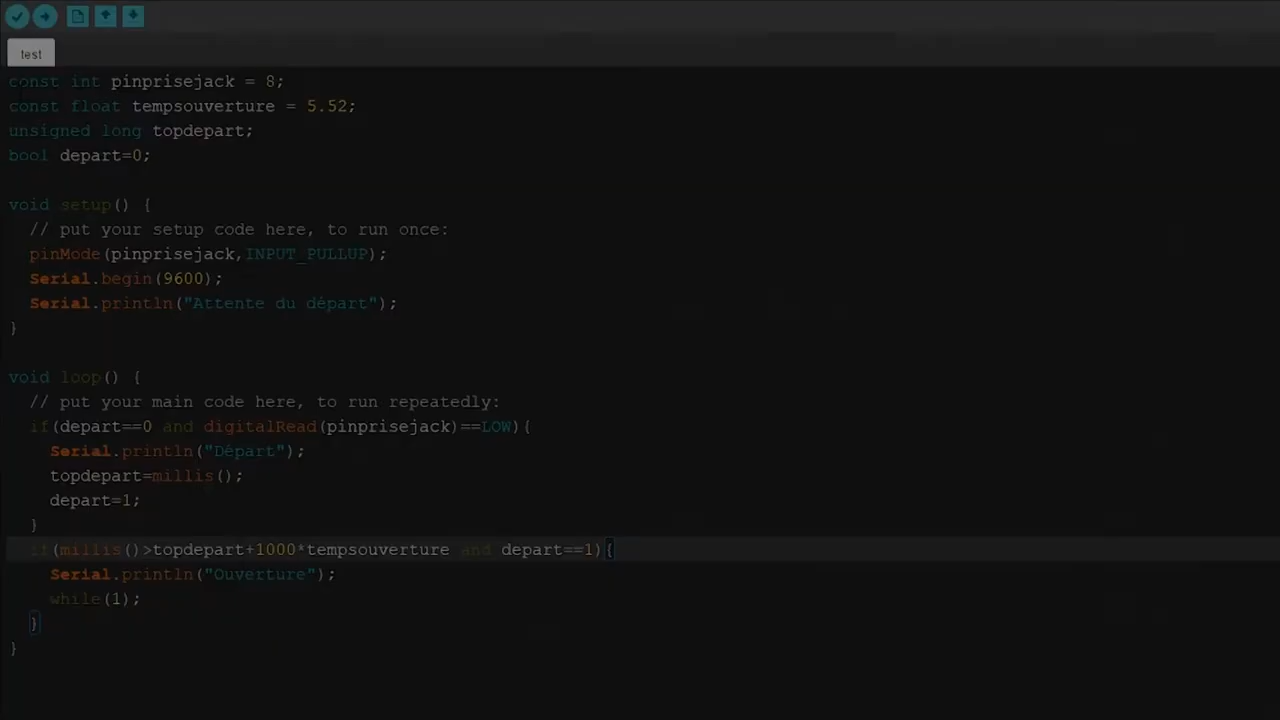 test
const int pinprisejack = 8;
const float tempsouverture = 5.52;
unsigned long topdepart;
bool depart=0;
void setup() {
// put your setup code here, to run once:
pinMode(pinprisejack,INPUT_PULLUP);
Serial.begin(9600);
Serial.println("Attente du départ");
}
void loop() {
// put your main code here, to run repeatedly:
if(depart==0 and digitalRead(pinprisejack)==LOW){
Serial.println("Départ");
topdepart=millis();
depart=1;
}
if(millis()>topdepart+1000*tempsouverture and depart==1){
Serial.println("Ouverture");
while(1);
}
}